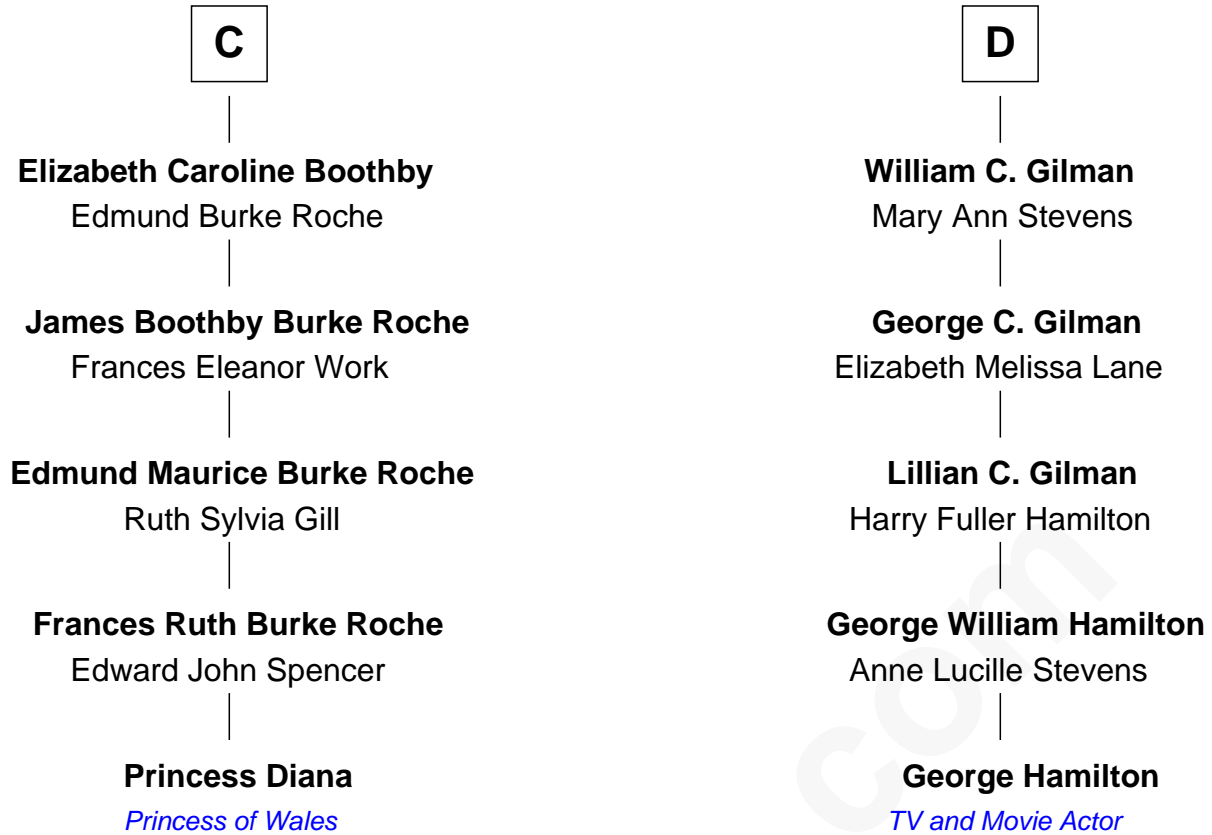 C
Elizabeth Caroline Boothby
Edmund Burke Roche
James Boothby Burke Roche
Frances Eleanor Work
Edmund Maurice Burke Roche
Ruth Sylvia Gill
Frances Ruth Burke Roche
Edward John Spencer
Princess Diana
Princess of Wales
D
William C. Gilman
Mary Ann Stevens
George C. Gilman
Elizabeth Melissa Lane
Lillian C. Gilman
Harry Fuller Hamilton
George William Hamilton
Anne Lucille Stevens
George Hamilton
TV and Movie Actor
com